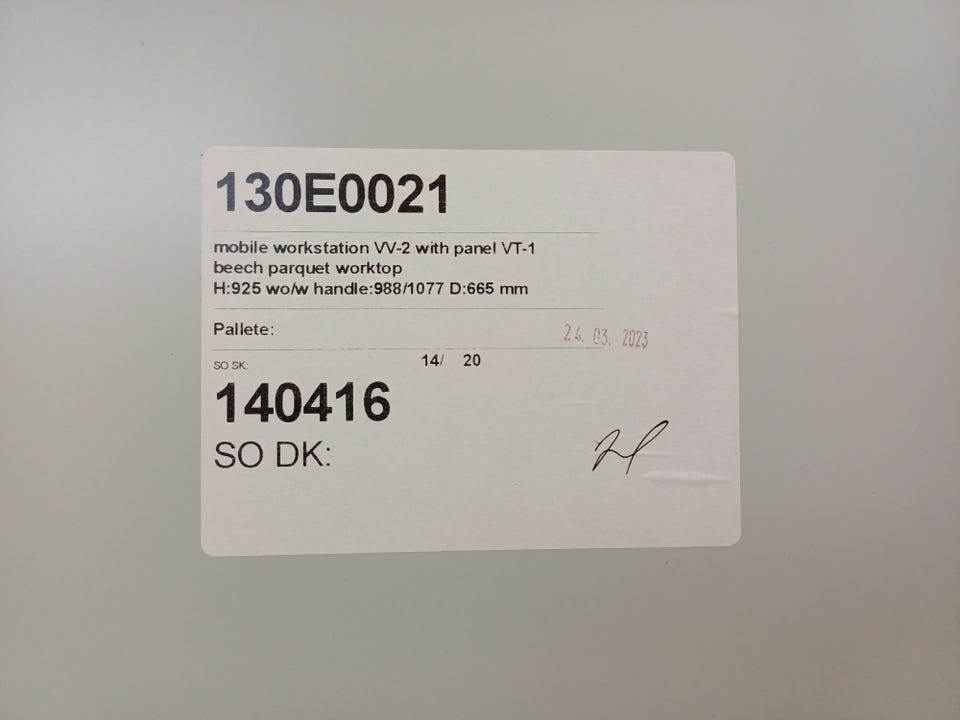 130E0021
mobile workstation VV-2 with panel VT-1
beech parquet worktop
H:925 wo/w handle:988/1077 D:665 mm
Pallete:
24. 03. 2023
SO SK: 14/ 20
140416
SO DK: